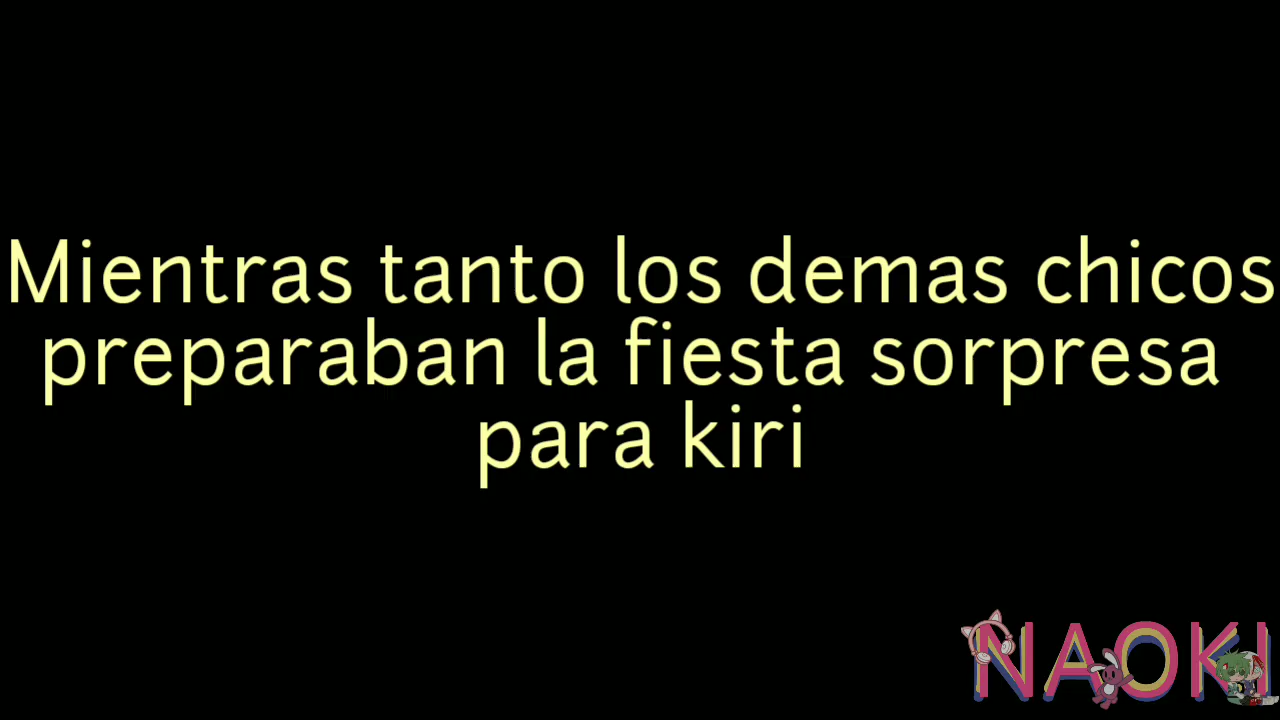 Mientras tanto los demas chicos
preparaban la fiesta sorpresa
para kiri
NAOKI